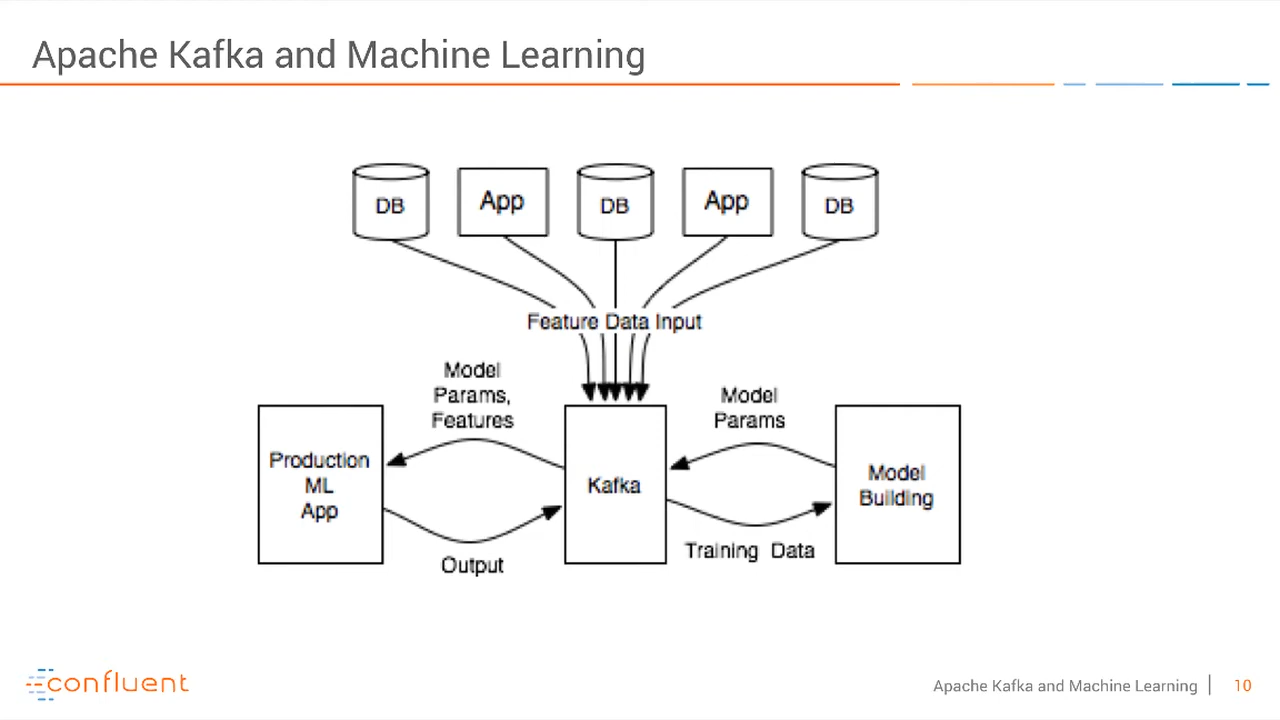 Apache Kafka and Machine Learning
DB
App
DB
App
DB
Feature Data Input
Model
Params,
Features
Model
Params
Production
ML
App
Kafka
Model
Building
Output
Training Data
confluent
Apache Kafka and Machine Learning | 10